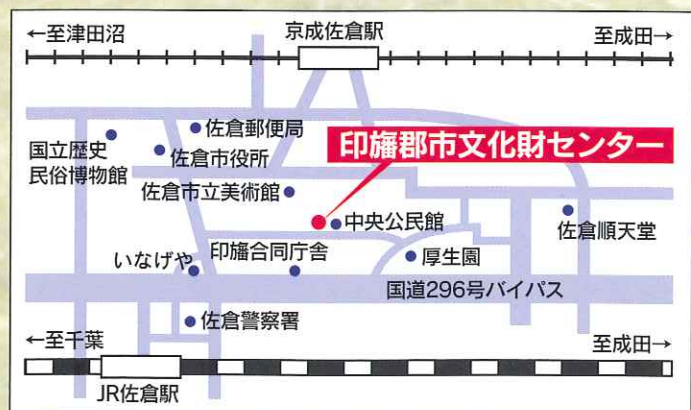 ←至津田沼
京成佐倉駅
至成田→
佐倉郵便局
国立歴史
民俗博物館
佐倉市役所
印旛郡市文化財センター
佐倉市立美術館
中央公民館
佐倉順天堂
いなげや
印旛合同庁舎
厚生園
国道296号バイパス
佐倉警察署
←至千葉
至成田→
JR佐倉駅